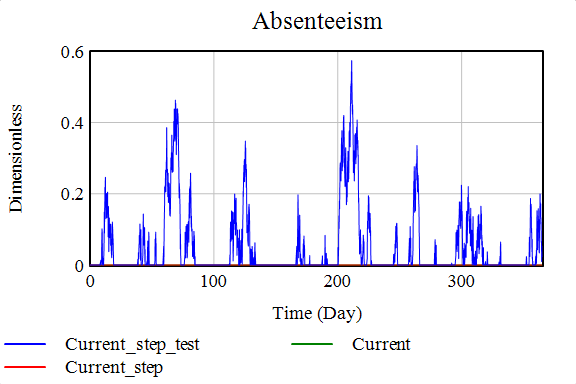 Absenteeism
0.6
0.4
0.2
0
Dimensionless
0 100 200 300
Time (Day)
Current_step_test Current
Current_step